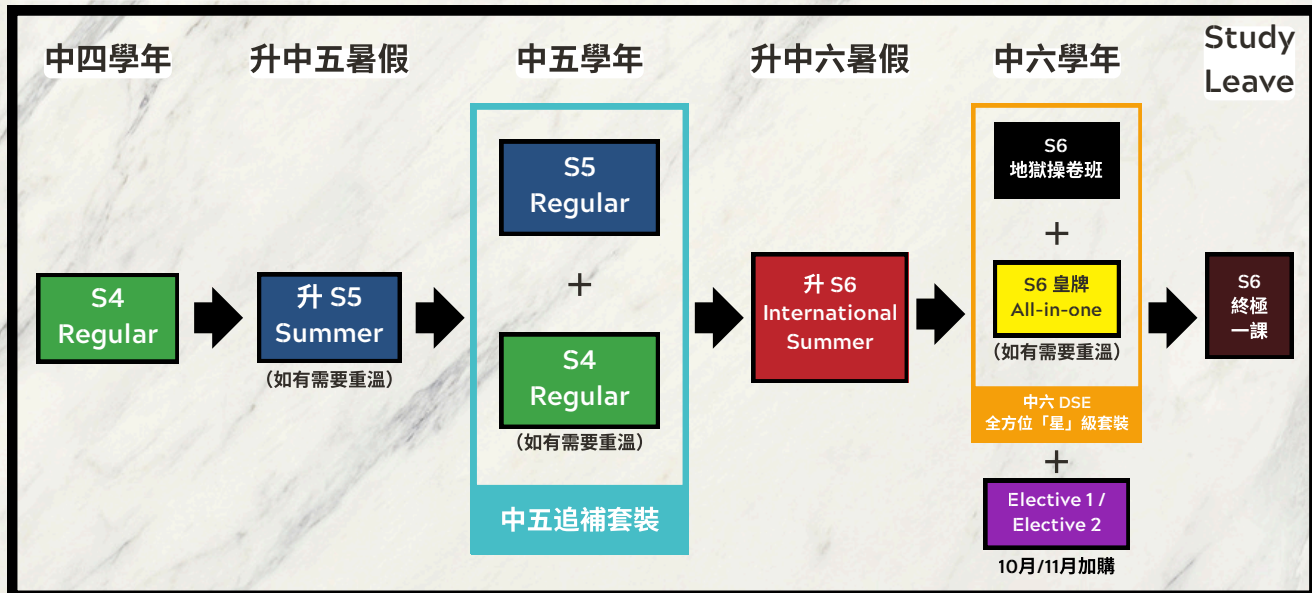 中四學年
升中五暑假
中五學年
升中六暑假
中六學年
Study
Leave
S4
Regular
升 S5
Summer
(如有需要重溫)
S5
Regular
+
S4
Regular
(如有需要重溫)
中五追補套裝
升 S6
International
Summer
S6
地獄操卷班
+
S6 皇牌
All-in-one
(如有需要重溫)
中六 DSE
全方位「星」級套裝
+
Elective 1 /
Elective 2
10月/11月加購
S6
終極
一課